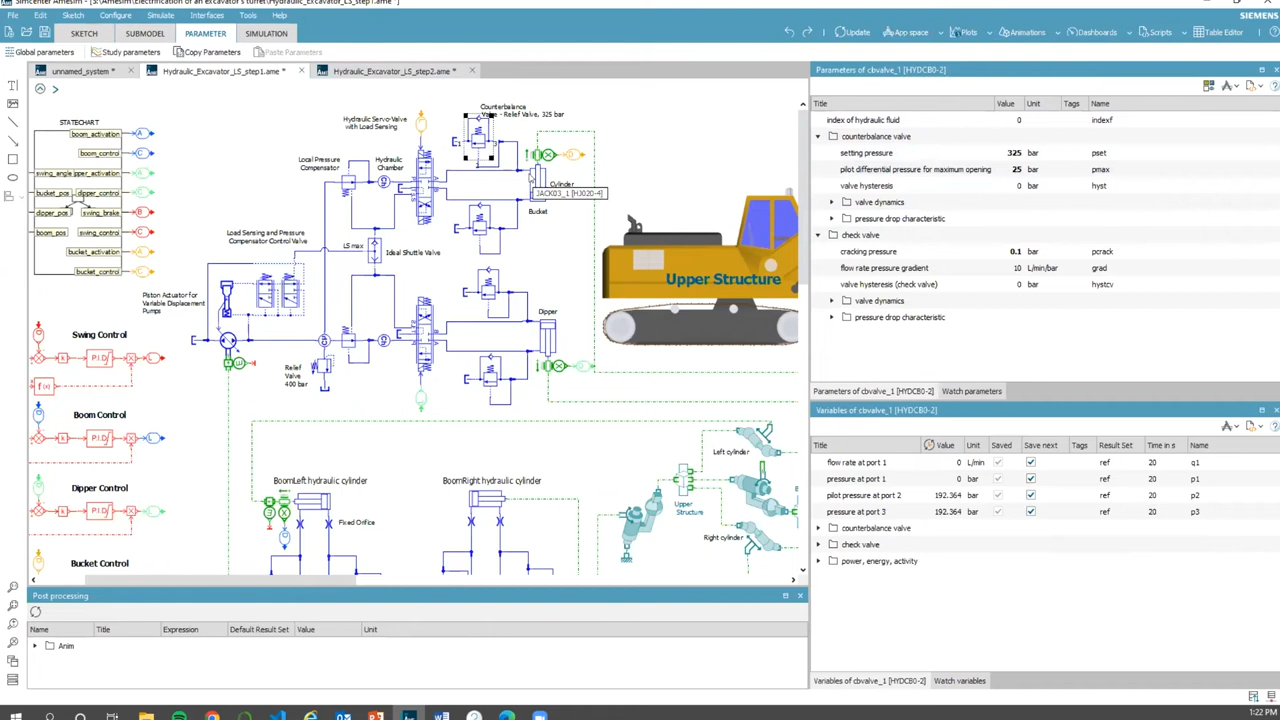 Simcenter Amesim - [S:\Amesim\Electrification of an excavator's turret\Hydraulic_Excavator_LS_step1.ame *]
File Edit Sketch Configure Simulate Interfaces Tools Help
SIEMENS
SKETCH SUBMODEL PARAMETER SIMULATION
Update App space Plots Animations Dashboards Scripts Table Editor
Global parameters Study parameters Copy Parameters Paste Parameters
unnamed_system * Hydraulic_Excavator_LS_step1.ame * Hydraulic_Excavator_LS_step2.ame *
STATECHART
boom_activation A
boom_control C
swing_angle pper_activation
bucket_pos dipper_control
dipper_pos swing_brake B
boom_pos swing_control C
bucket_activation A
bucket_control C
Counterbalance
Valve - Relief Valve, 325 bar
Hydraulic Servo-Valve
with Load Sensing
Local Pressure
Compensator
Hydraulic
Chamber
Cylinder
JACK03_1 [HJ020-4]
Bucket
Load Sensing and Pressure
Compensator Control Valve
LS max
Ideal Shuttle Valve
Piston Actuator for
Variable Displacement
Pumps
Dipper
Relief
Valve
400 bar
Upper Structure
Swing Control
k P.I.D. L
f(x)
Boom Control
k P.I.D. L
Dipper Control
k P.I.D.
Bucket Control
BoomLeft hydraulic cylinder
BoomRight hydraulic cylinder
Fixed Orifice
Left cylinder
Upper
Structure
Right cylinder
Post processing
Name Title Expression Default Result Set Value Unit
Anim
Parameters of cbvalve_1 [HYDCB0-2]
Title Value Unit Tags Name
index of hydraulic fluid 0 indexf
counterbalance valve
setting pressure 325 bar pset
pilot differential pressure for maximum opening 25 bar pmax
valve hysteresis 0 bar hyst
valve dynamics
pressure drop characteristic
check valve
cracking pressure 0.1 bar pcrack
flow rate pressure gradient 10 L/min/bar grad
valve hysteresis (check valve) 0 bar hystcv
valve dynamics
pressure drop characteristic
Parameters of cbvalve_1 [HYDCB0-2] Watch parameters
Variables of cbvalve_1 [HYDCB0-2]
Title Value Unit Saved Save next Tags Result Set Time in s Name
flow rate at port 1 0 L/min ref 20 q1
pressure at port 1 0 bar ref 20 p1
pilot pressure at port 2 192.364 bar ref 20 p2
pressure at port 3 192.364 bar ref 20 p3
counterbalance valve
check valve
power, energy, activity
Variables of cbvalve_1 [HYDCB0-2] Watch variables
1:22 PM